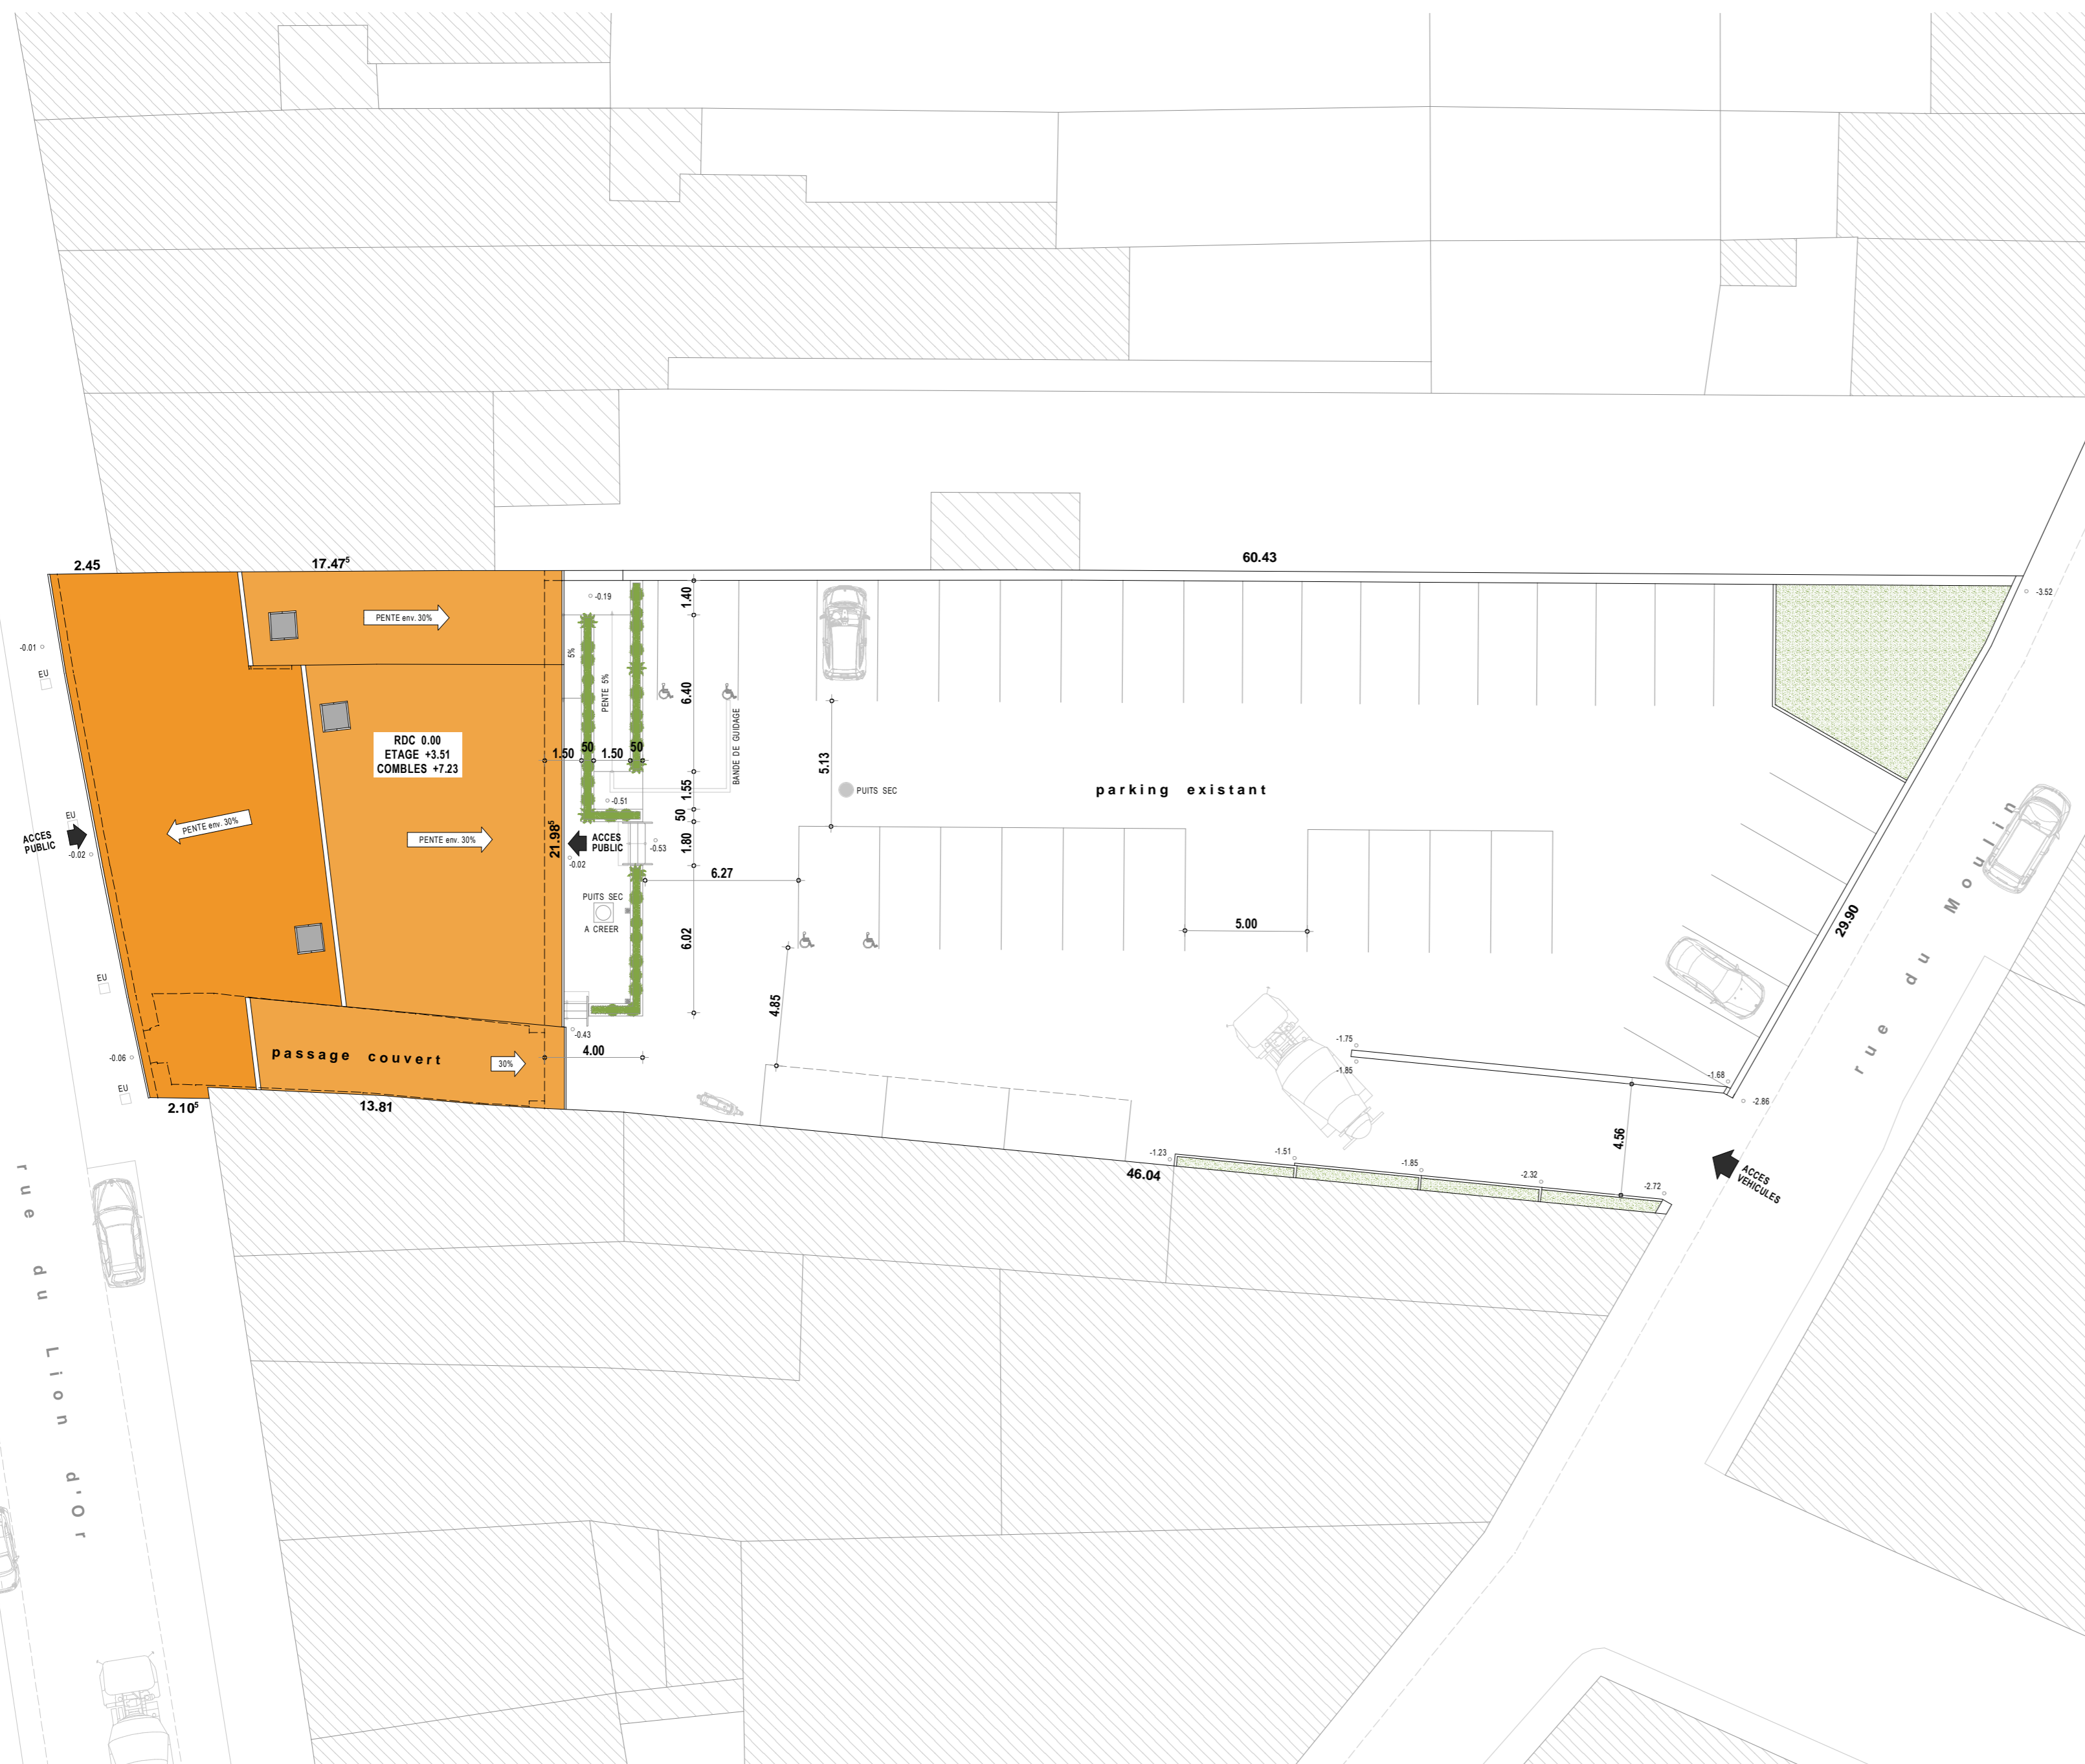 2.45
17.47⁵
60.43
-3.52
-0.19
1.40
PENTE env. 30%
-0.01
EU
5%
PENTE 5%
6.40
BANDE DE GUIDAGE
RDC 0.00
ETAGE +3.51
COMBLES +7.23
1.50
50
1.50
50
5.13
1.55
PUITS SEC
parking existant
-0.51
50
EU
ACCES
PUBLIC
-0.02
PENTE env. 30%
PENTE env. 30%
21.98⁵
ACCES
PUBLIC
-0.02
-0.53
1.80
6.27
PUITS SEC
A CREER
6.02
5.00
29.90
rue du Moulin
EU
4.85
-0.43
4.00
passage couvert
30%
-0.06
EU
2.10⁵
13.81
-1.75
-1.85
-1.68
-2.86
4.56
-1.23
-1.51
-1.85
-2.32
-2.72
46.04
ACCES
VEHICULES
rue du Lion d'Or